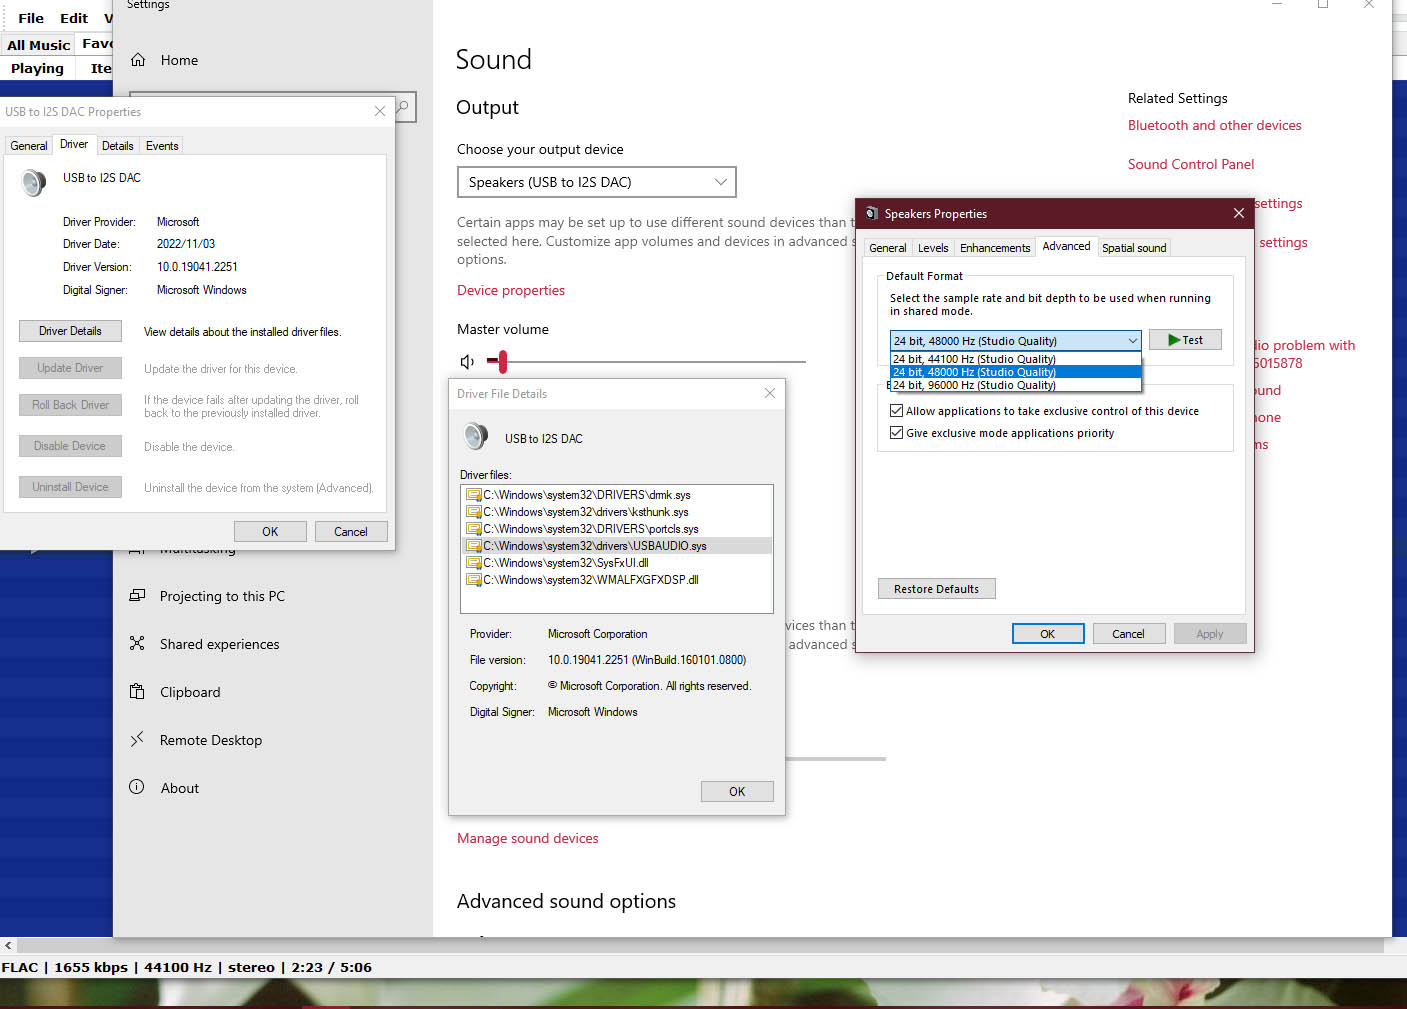 Settings
File Edit V
All Music Favo
Playing Ite
Home
USB to I2S DAC Properties
General Driver Details Events
USB to I2S DAC
Driver Provider: Microsoft
Driver Date: 2022/11/03
Driver Version: 10.0.19041.2251
Digital Signer: Microsoft Windows
Driver Details View details about the installed driver files.
Update Driver Update the driver for this device.
Roll Back Driver If the device fails after updating the driver, roll
back to the previously installed driver.
Disable Device Disable the device.
Uninstall Device Uninstall the device from the system (Advanced).
OK Cancel
Multitasking
Projecting to this PC
Shared experiences
Clipboard
Remote Desktop
About
Sound
Output
Choose your output device
Speakers (USB to I2S DAC)
Certain apps may be set up to use different sound devices than t
selected here. Customize app volumes and devices in advanced s
options.
Device properties
Master volume
Driver File Details
USB to I2S DAC
Driver files:
C:\Windows\system32\DRIVERS\drmk.sys
C:\Windows\system32\drivers\ksthunk.sys
C:\Windows\system32\DRIVERS\portcls.sys
C:\Windows\system32\drivers\USBAUDIO.sys
C:\Windows\system32\SysFxUI.dll
C:\Windows\system32\WMALFXGFXDSP.dll
Provider: Microsoft Corporation
File version: 10.0.19041.2251 (WinBuild.160101.0800)
Copyright: © Microsoft Corporation. All rights reserved.
Digital Signer: Microsoft Windows
OK
vices than t
advanced s
Manage sound devices
Advanced sound options
Related Settings
Bluetooth and other devices
Sound Control Panel
settings
settings
dio problem with
5015878
ound
hone
ms
Speakers Properties
General Levels Enhancements Advanced Spatial sound
Default Format
Select the sample rate and bit depth to be used when running
in shared mode.
24 bit, 48000 Hz (Studio Quality) Test
24 bit, 44100 Hz (Studio Quality)
24 bit, 48000 Hz (Studio Quality)
24 bit, 96000 Hz (Studio Quality)
Allow applications to take exclusive control of this device
Give exclusive mode applications priority
Restore Defaults
OK Cancel Apply
FLAC | 1655 kbps | 44100 Hz | stereo | 2:23 / 5:06